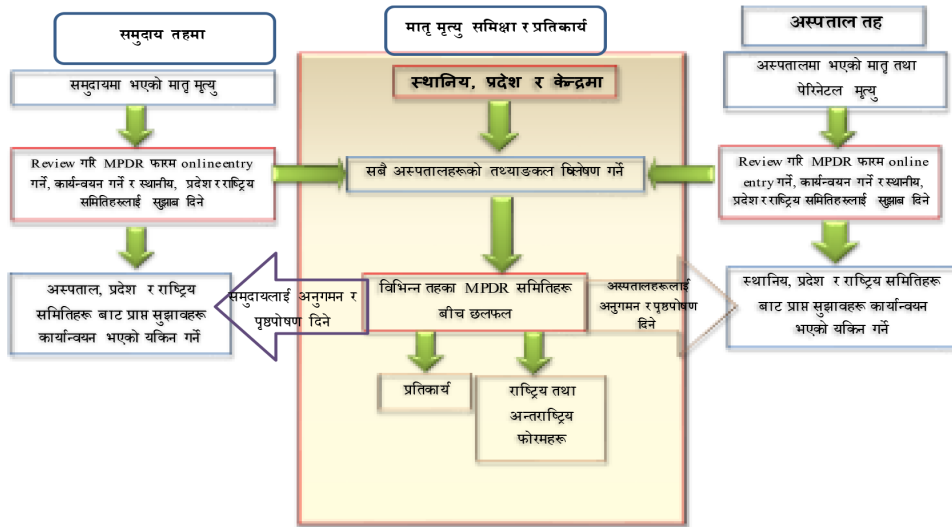 समुदाय तहमा
समुदायमा भएको मातृ मृत्यु
Review गरि MPDR फारम onlineentry
गर्ने, कार्यन्वयन गर्ने र स्थानीय, प्रदेश र राष्ट्रिय
समितिहरुलाई सुझाब दिने
अस्पताल, प्रदेश र राष्ट्रिय
समितिहरू बाट प्राप्त सुझावहरू
कार्यान्वयन भएको यकिन गर्ने
समुदायलाई अनुगमन र
पृष्ठपोषण दिने
मातृ मृत्यु समिक्षा र प्रतिकार्य
स्थानिय, प्रदेश र केन्द्रमा
सबै अस्पतालहरूको तथ्याङकल गर्ने
विभिन्न तहका MPDR समितिहरू
बीच छलफल
प्रतिकार्य
राष्ट्रिय तथा
अन्तराष्ट्रिय
फोरमहरू
अस्पतालहरूलाई
अनुगमन र पृष्ठपोषण
दिने
अस्पताल तह
अस्पतालमा भएको मातृ तथा
पेरिनेटल मृत्यु
Review गरि MPDR फारम online
entry गर्ने, कार्यन्वयन गर्ने र स्थानीय,
प्रदेश र राष्ट्रिय समितिहरुलाई सुझाब दिने
स्थानिय, प्रदेश र राष्ट्रिय समितिहरू
बाट प्राप्त सुझावहरू कार्यान्वयन
भएको यकिन गर्ने